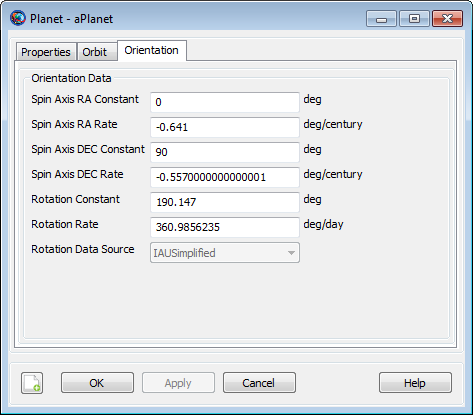 Planet - aPlanet
Properties Orbit Orientation
Orientation Data
Spin Axis RA Constant 0 deg
Spin Axis RA Rate -0.641 deg/century
Spin Axis DEC Constant 90 deg
Spin Axis DEC Rate -0.5570000000000001 deg/century
Rotation Constant 190.147 deg
Rotation Rate 360.9856235 deg/day
Rotation Data Source IAUSimplified
OK Apply Cancel Help